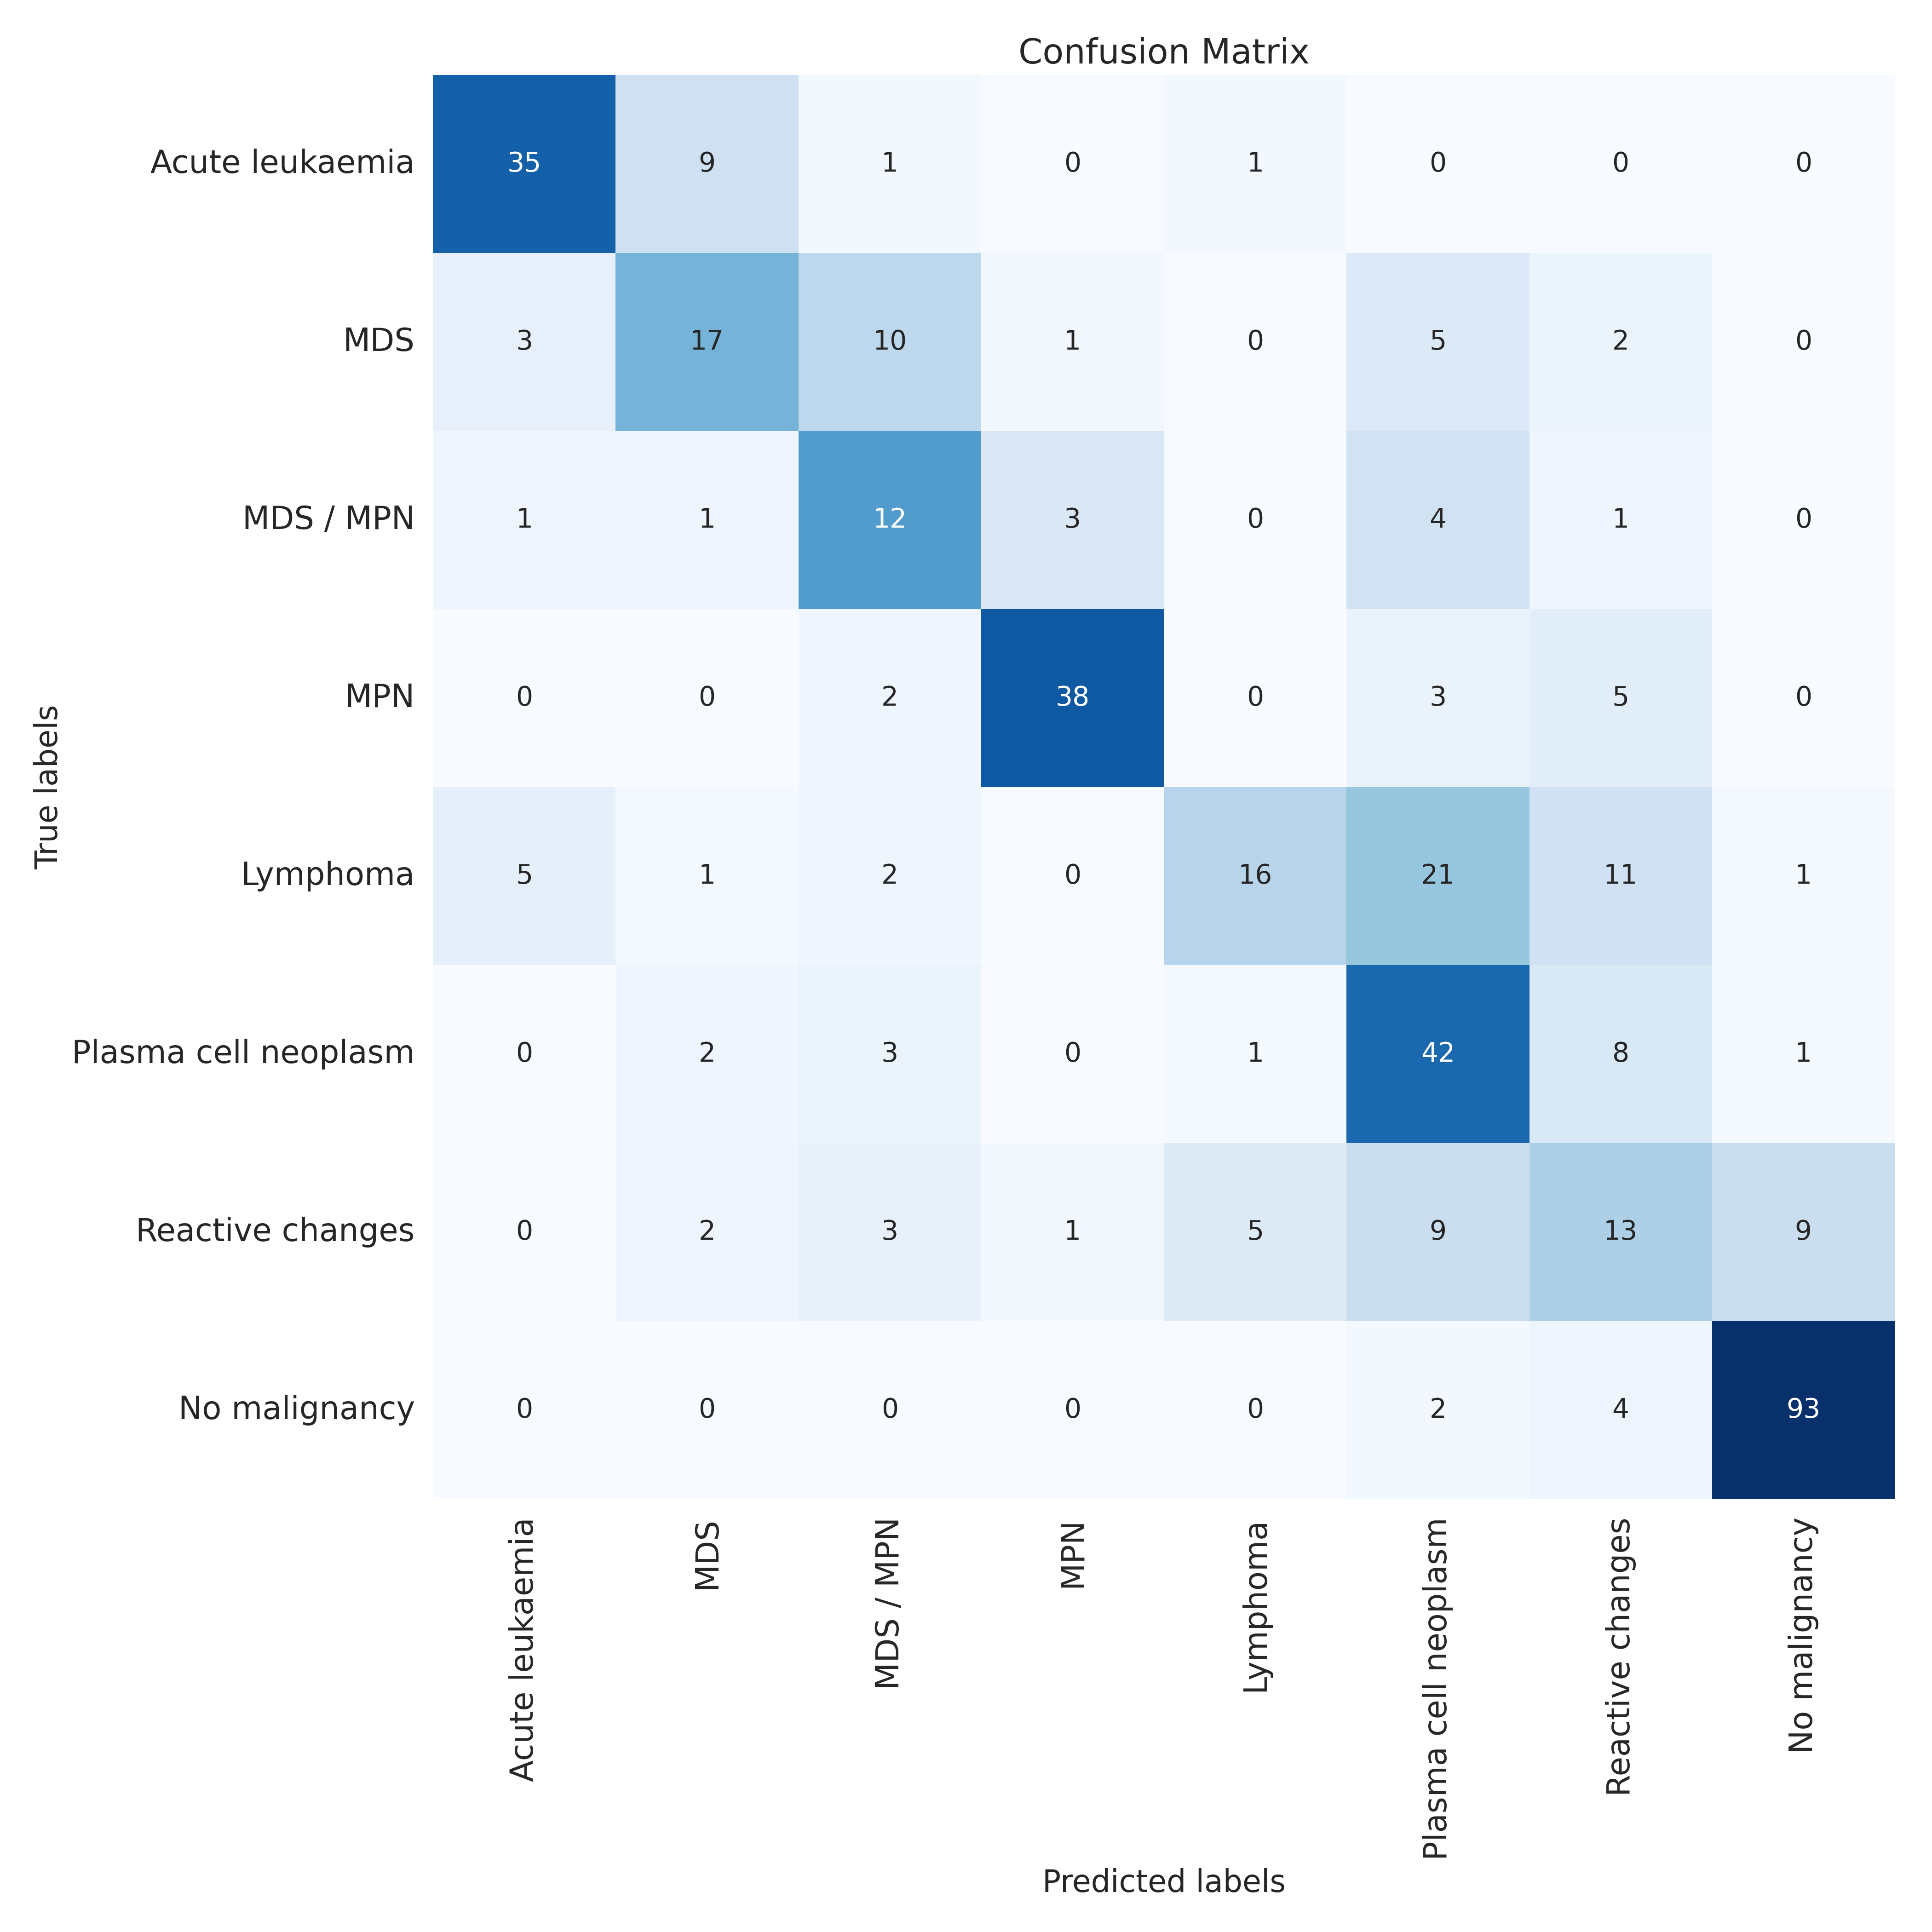 Confusion Matrix
True labels
Acute leukaemia 35 9 1 0 1 0 0 0
MDS 3 17 10 1 0 5 2 0
MDS / MPN 1 1 12 3 0 4 1 0
MPN 0 0 2 38 0 3 5 0
Lymphoma 5 1 2 0 16 21 11 1
Plasma cell neoplasm 0 2 3 0 1 42 8 1
Reactive changes 0 2 3 1 5 9 13 9
No malignancy 0 0 0 0 0 2 4 93
Acute leukaemia
MDS
MDS / MPN
MPN
Lymphoma
Plasma cell neoplasm
Reactive changes
No malignancy
Predicted labels